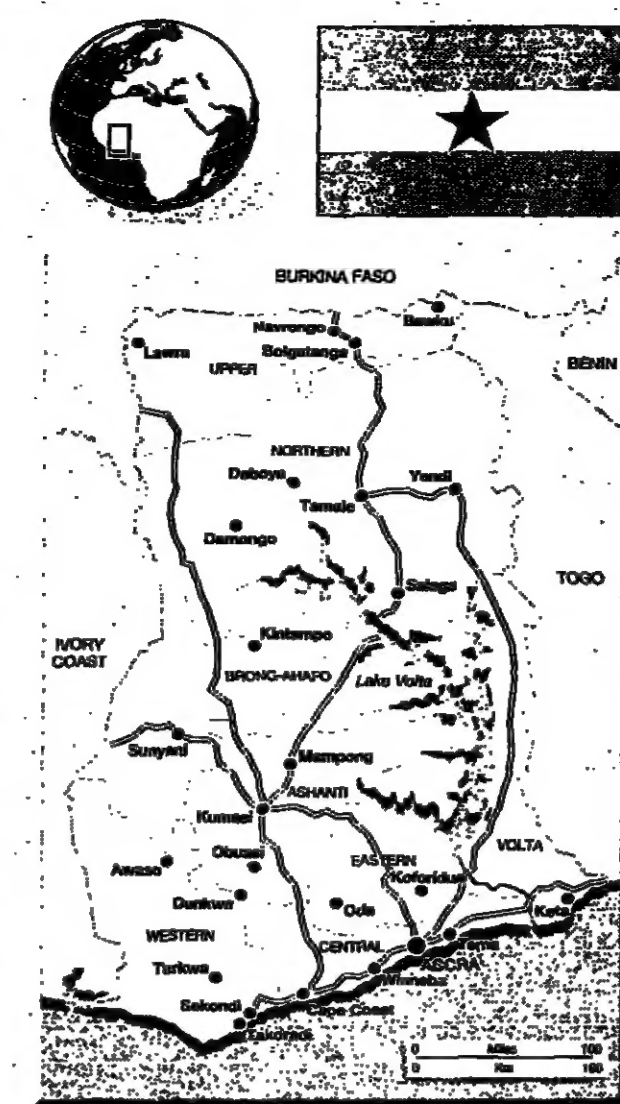 BURKINA FASO
Navrongo
Bawku
Lawra
Bolgatanga
UPPER
BENIN
NORTHERN
Daboya
Yendi
Tamale
Damongo
TOGO
Salaga
IVORY
COAST
Kintampo
BRONG-AHAFO
Lake Volta
Sunyani
Mampong
ASHANTI
Kumasi
Obuasi
EASTERN
VOLTA
Awaso
Koforidua
Dunkwa
Oda
Keta
WESTERN
CENTRAL
Tema
ACCRA
Tarkwa
Winneba
Sekondi
Cape Coast
Takoradi
0 Miles 100
0 Km 160